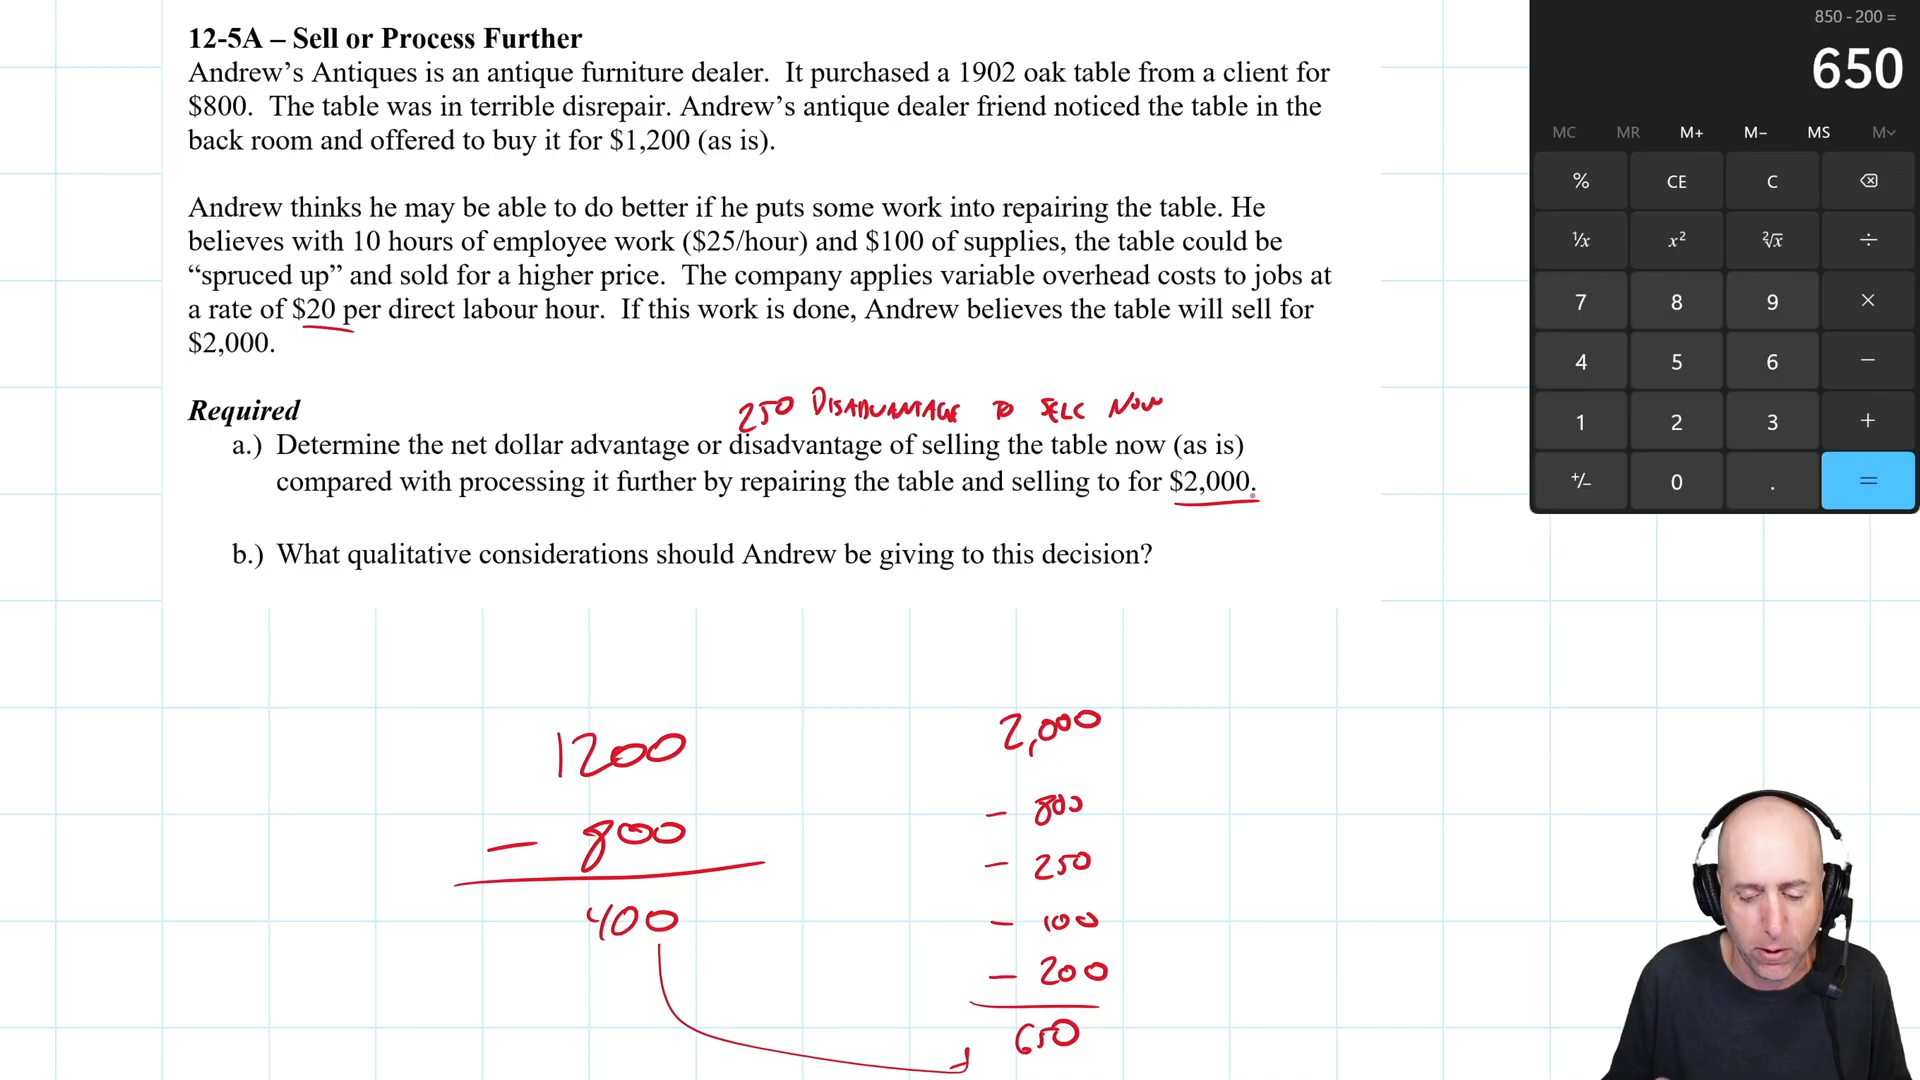 12-5A – Sell or Process Further
Andrew’s Antiques is an antique furniture dealer.  It purchased a 1902 oak table from a client for
$800.  The table was in terrible disrepair. Andrew’s antique dealer friend noticed the table in the
back room and offered to buy it for $1,200 (as is).
Andrew thinks he may be able to do better if he puts some work into repairing the table. He
believes with 10 hours of employee work ($25/hour) and $100 of supplies, the table could be
“spruced up” and sold for a higher price.  The company applies variable overhead costs to jobs at
a rate of $20 per direct labour hour.  If this work is done, Andrew believes the table will sell for
$2,000.
Required
250 DISADVANTAGE TO SELL NOW
a.) Determine the net dollar advantage or disadvantage of selling the table now (as is)
compared with processing it further by repairing the table and selling to for $2,000.
b.) What qualitative considerations should Andrew be giving to this decision?
1200
– 800
400
2,000
– 800
– 250
– 100
– 200
650
850 - 200 =
650
MC MR M+ M− MS M˅
% CE C ⌫
¹/x x² ²√x ÷
7 8 9 ×
4 5 6 −
1 2 3 +
+/− 0 . =